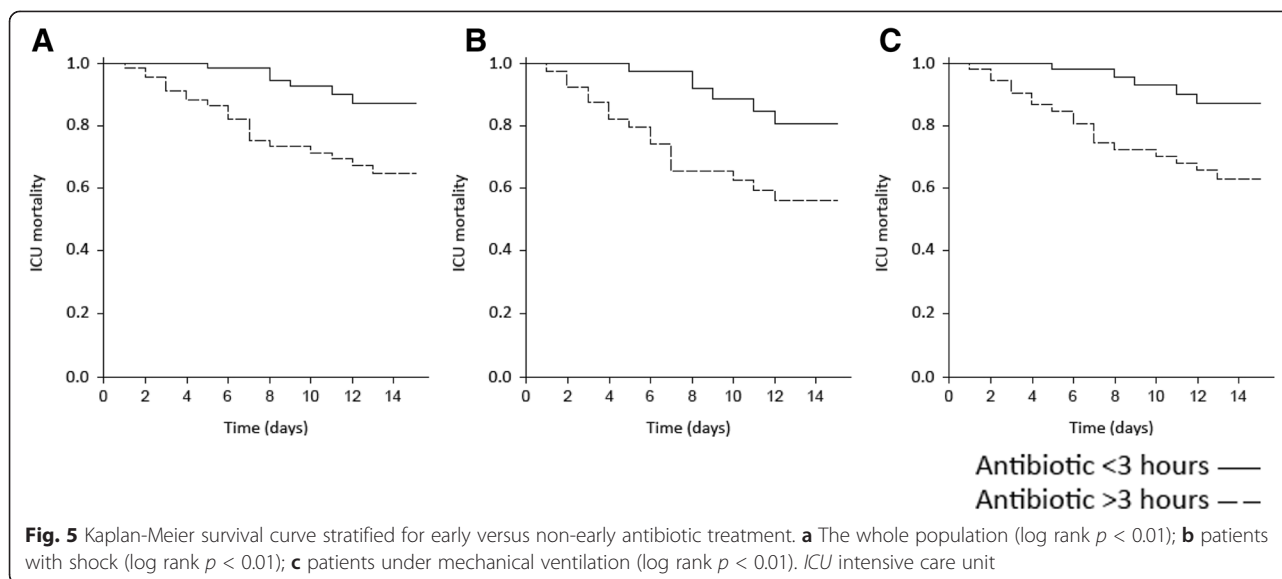 A
B
C
ICU mortality
1.0
0.8
0.6
0.4
0.2
0.0
0 2 4 6 8 10 12 14
Time (days)
ICU mortality
1.0
0.8
0.6
0.4
0.2
0.0
0 2 4 6 8 10 12 14
Time (days)
ICU mortality
1.0
0.8
0.6
0.4
0.2
0.0
0 2 4 6 8 10 12 14
Time (days)
Antibiotic <3 hours
Antibiotic >3 hours
Fig. 5 Kaplan-Meier survival curve stratified for early versus non-early antibiotic treatment. a The whole population (log rank p < 0.01); b patients
with shock (log rank p < 0.01); c patients under mechanical ventilation (log rank p < 0.01). ICU intensive care unit